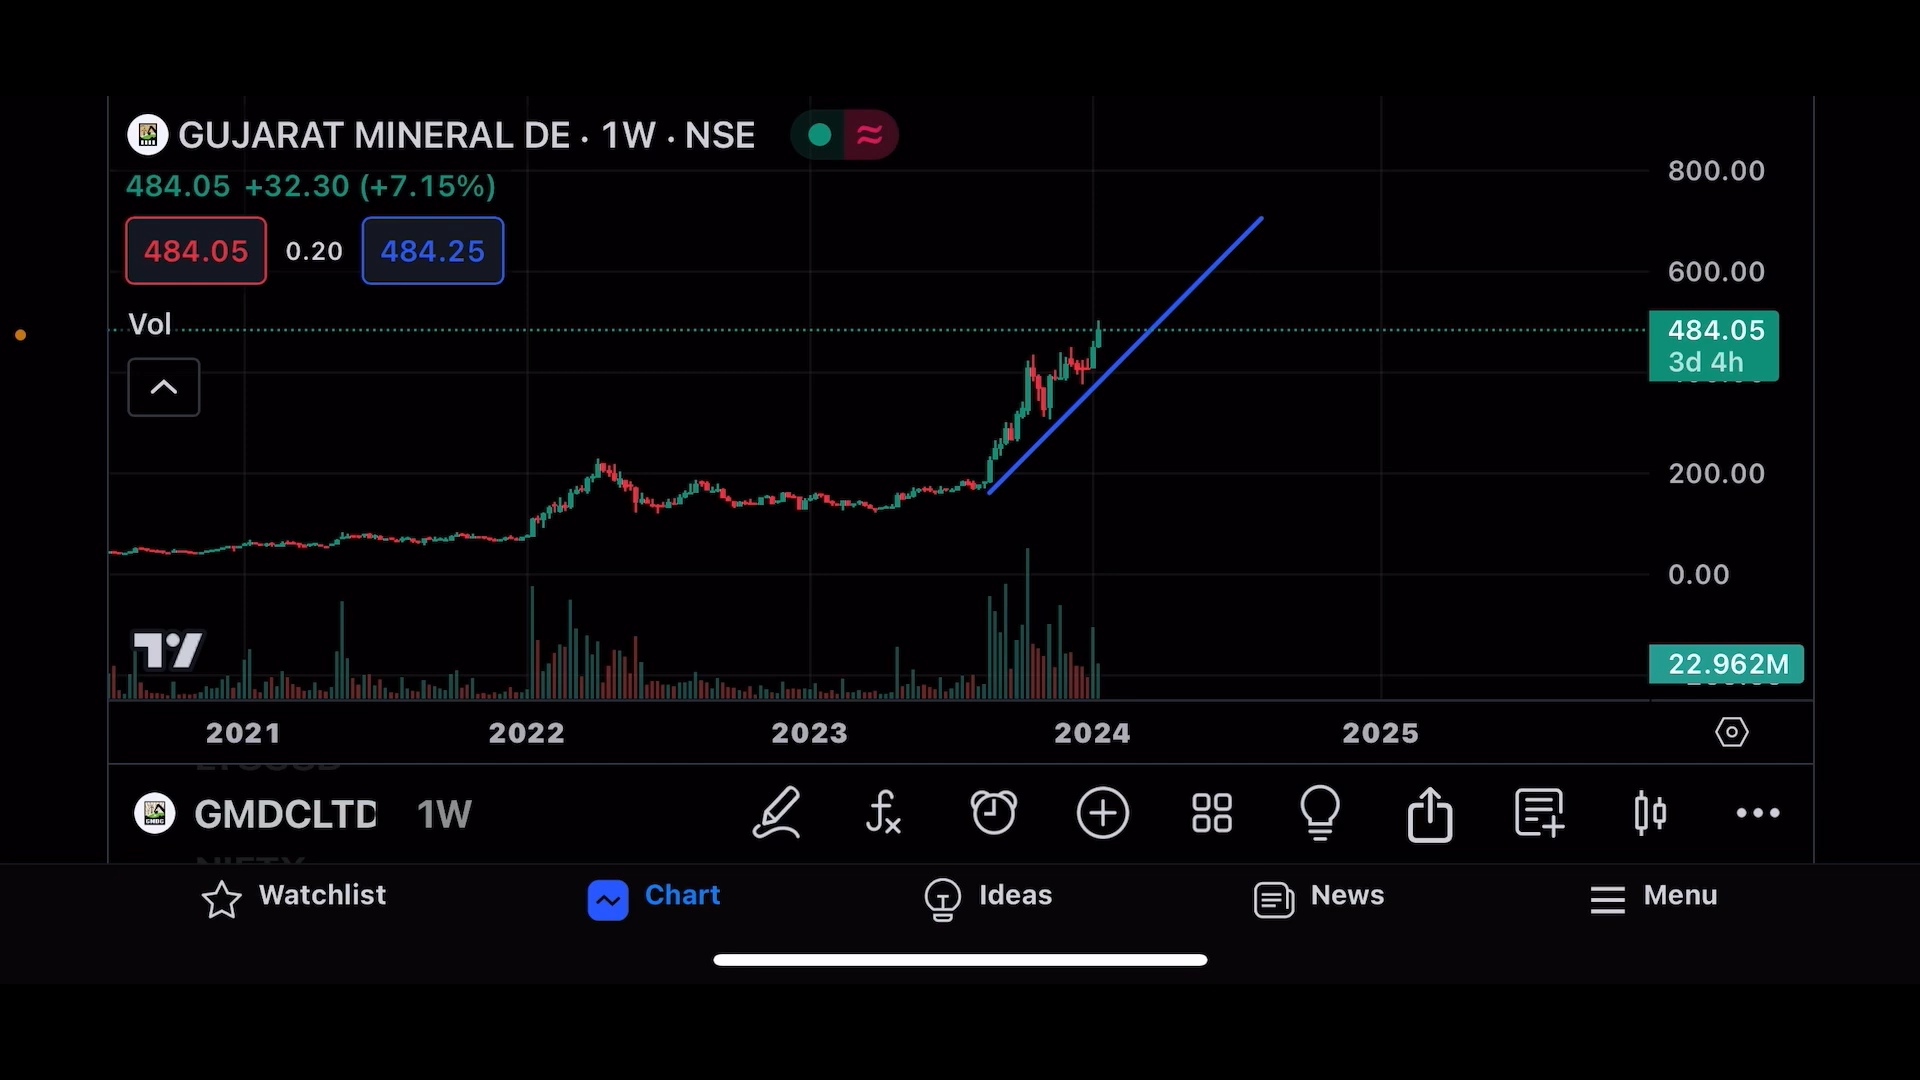 GUJARAT MINERAL DE · 1W · NSE
484.05 +32.30 (+7.15%)
484.05 0.20 484.25
Vol
800.00
600.00
484.05
3d 4h
200.00
0.00
22.962M
2021 2022 2023 2024 2025
GMDCLTD 1W
NIFTY
Watchlist Chart Ideas News Menu